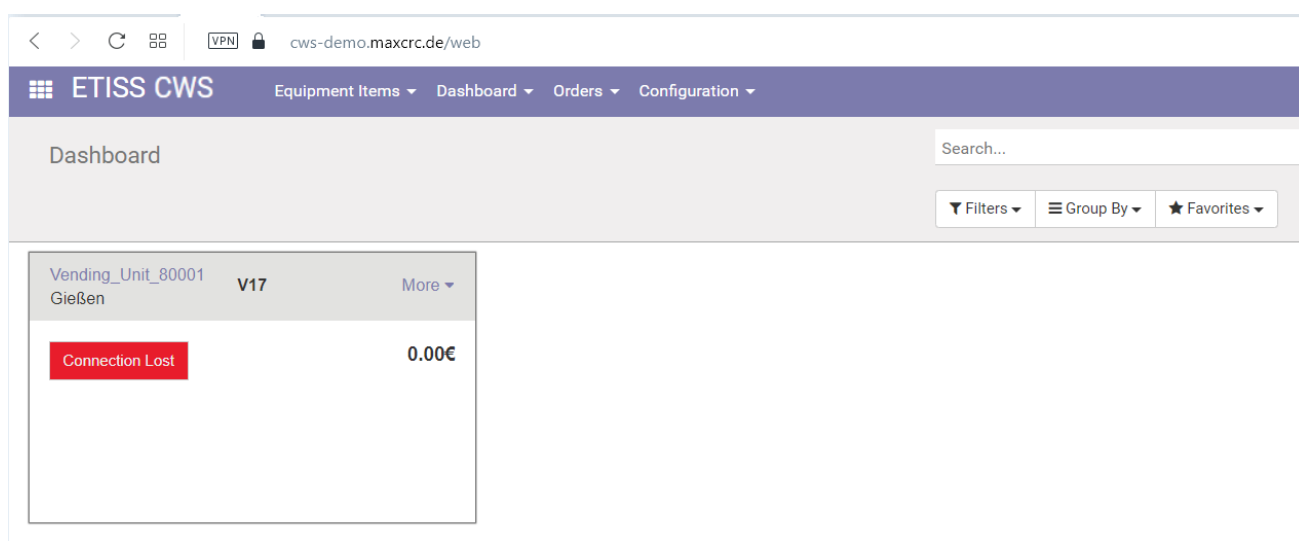 VPN cws-demo.maxcrc.de/web
ETISS CWS Equipment Items Dashboard Orders Configuration
Dashboard
Search...
Filters Group By Favorites
Vending_Unit_80001 V17 More
Gießen
Connection Lost 0.00€